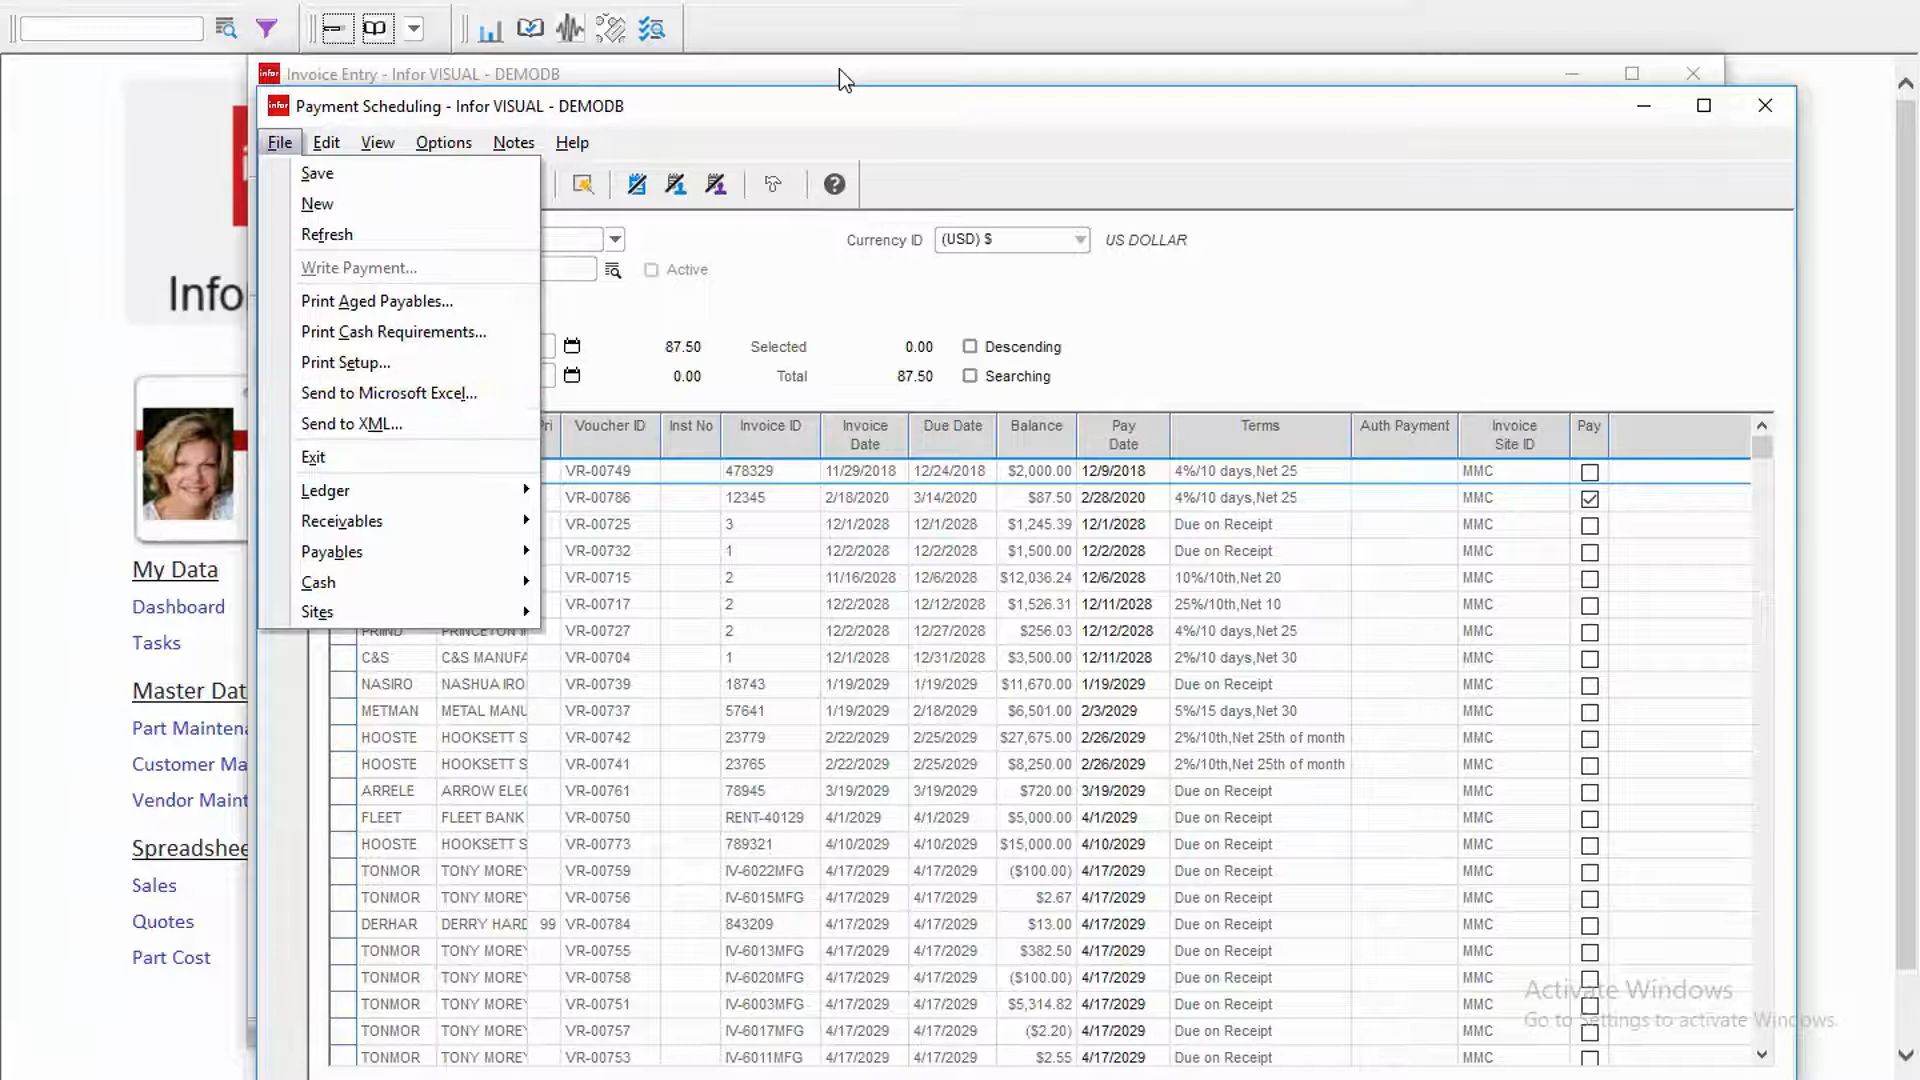 infor Invoice Entry - Infor VISUAL - DEMODB
infor Payment Scheduling - Infor VISUAL - DEMODB
File Edit View Options Notes Help
Save
New
Refresh
Write Payment...
Print Aged Payables...
Print Cash Requirements...
Print Setup...
Send to Microsoft Excel...
Send to XML...
Exit
Ledger
Receivables
Payables
Cash
Sites
Currency ID (USD) $ US DOLLAR
Active
87.50 Selected 0.00 Descending
0.00 Total 87.50 Searching
Info
My Data
Dashboard
Tasks
Master Dat
Part Maintena
Customer Ma
Vendor Maint
Spreadshee
Sales
Quotes
Part Cost
Pri Voucher ID Inst No Invoice ID Invoice Date Due Date Balance Pay Date Terms Auth Payment Invoice Site ID Pay
VR-00749 478329 11/29/2018 12/24/2018 $2,000.00 12/9/2018 4%/10 days,Net 25 MMC
VR-00786 12345 2/18/2020 3/14/2020 $87.50 2/28/2020 4%/10 days,Net 25 MMC
VR-00725 3 12/1/2028 12/1/2028 $1,245.39 12/1/2028 Due on Receipt MMC
VR-00732 1 12/2/2028 12/2/2028 $1,500.00 12/2/2028 Due on Receipt MMC
VR-00715 2 11/16/2028 12/6/2028 $12,036.24 12/6/2028 10%/10th,Net 20 MMC
VR-00717 2 12/2/2028 12/12/2028 $1,526.31 12/11/2028 25%/10th,Net 10 MMC
PRIIND PRINCETON I VR-00727 2 12/2/2028 12/27/2028 $256.03 12/12/2028 4%/10 days,Net 25 MMC
C&S C&S MANUFA VR-00704 1 12/1/2028 12/31/2028 $3,500.00 12/11/2028 2%/10 days,Net 30 MMC
NASIRO NASHUA IRO VR-00739 18743 1/19/2029 1/19/2029 $11,670.00 1/19/2029 Due on Receipt MMC
METMAN METAL MANU VR-00737 57641 1/19/2029 2/18/2029 $6,501.00 2/3/2029 5%/15 days,Net 30 MMC
HOOSTE HOOKSETT S VR-00742 23779 2/22/2029 2/25/2029 $27,675.00 2/26/2029 2%/10th,Net 25th of month MMC
HOOSTE HOOKSETT S VR-00741 23765 2/22/2029 2/25/2029 $8,250.00 2/26/2029 2%/10th,Net 25th of month MMC
ARRELE ARROW ELEC VR-00761 78945 3/19/2029 3/19/2029 $720.00 3/19/2029 Due on Receipt MMC
FLEET FLEET BANK VR-00750 RENT-40129 4/1/2029 4/1/2029 $5,000.00 4/1/2029 Due on Receipt MMC
HOOSTE HOOKSETT S VR-00773 789321 4/10/2029 4/10/2029 $15,000.00 4/10/2029 Due on Receipt MMC
TONMOR TONY MOREY VR-00759 IV-6022MFG 4/17/2029 4/17/2029 ($100.00) 4/17/2029 Due on Receipt MMC
TONMOR TONY MOREY VR-00756 IV-6015MFG 4/17/2029 4/17/2029 $2.67 4/17/2029 Due on Receipt MMC
DERHAR DERRY HARD 99 VR-00784 843209 4/17/2029 4/17/2029 $13.00 4/17/2029 Due on Receipt MMC
TONMOR TONY MOREY VR-00755 IV-6013MFG 4/17/2029 4/17/2029 $382.50 4/17/2029 Due on Receipt MMC
TONMOR TONY MOREY VR-00758 IV-6020MFG 4/17/2029 4/17/2029 ($100.00) 4/17/2029 Due on Receipt MMC
TONMOR TONY MOREY VR-00751 IV-6003MFG 4/17/2029 4/17/2029 $5,314.82 4/17/2029 Due on Receipt MMC
TONMOR TONY MOREY VR-00757 IV-6017MFG 4/17/2029 4/17/2029 ($2.20) 4/17/2029 Due on Receipt MMC
TONMOR TONY MOREY VR-00753 IV-6011MFG 4/17/2029 4/17/2029 $2.55 4/17/2029 Due on Receipt MMC
Activate Windows
Go to Settings to activate Windows.